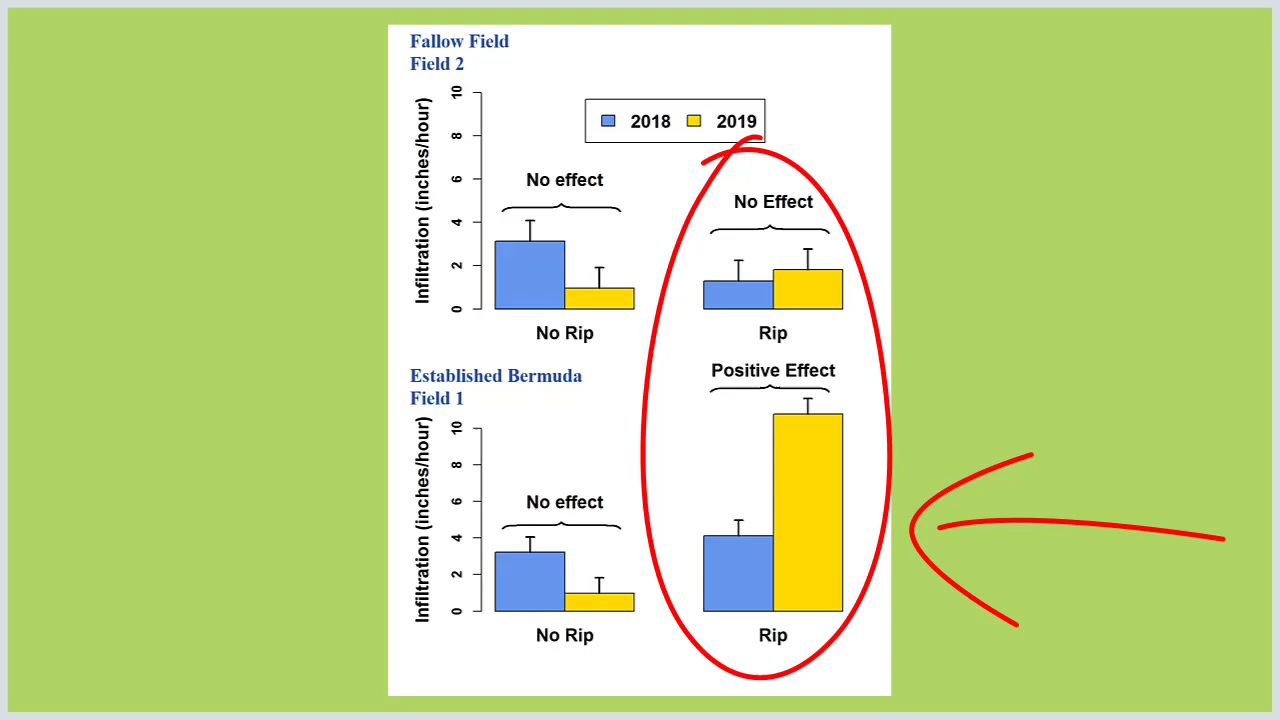 Fallow Field
Field 2
Infiltration (inches/hour)
10
8
6
4
2
0
2018 2019
No effect
No Effect
No Rip
Rip
Established Bermuda
Field 1
Infiltration (inches/hour)
10
8
6
4
2
0
No effect
Positive Effect
No Rip
Rip